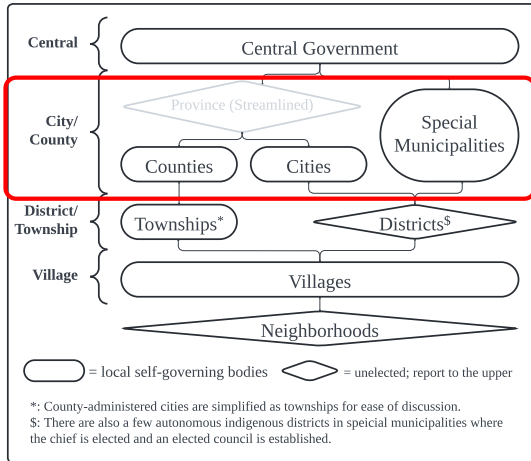 Central
Central Government
Province (Streamlined)
City/
County
Special
Municipalities
Counties
Cities
District/
Township
Townships*
Districts$
Village
Villages
Neighborhoods
= local self-governing bodies
= unelected; report to the upper
*: County-administered cities are simplified as townships for ease of discussion.
$: There are also a few autonomous indigenous districts in speicial municipalities where
the chief is elected and an elected council is established.